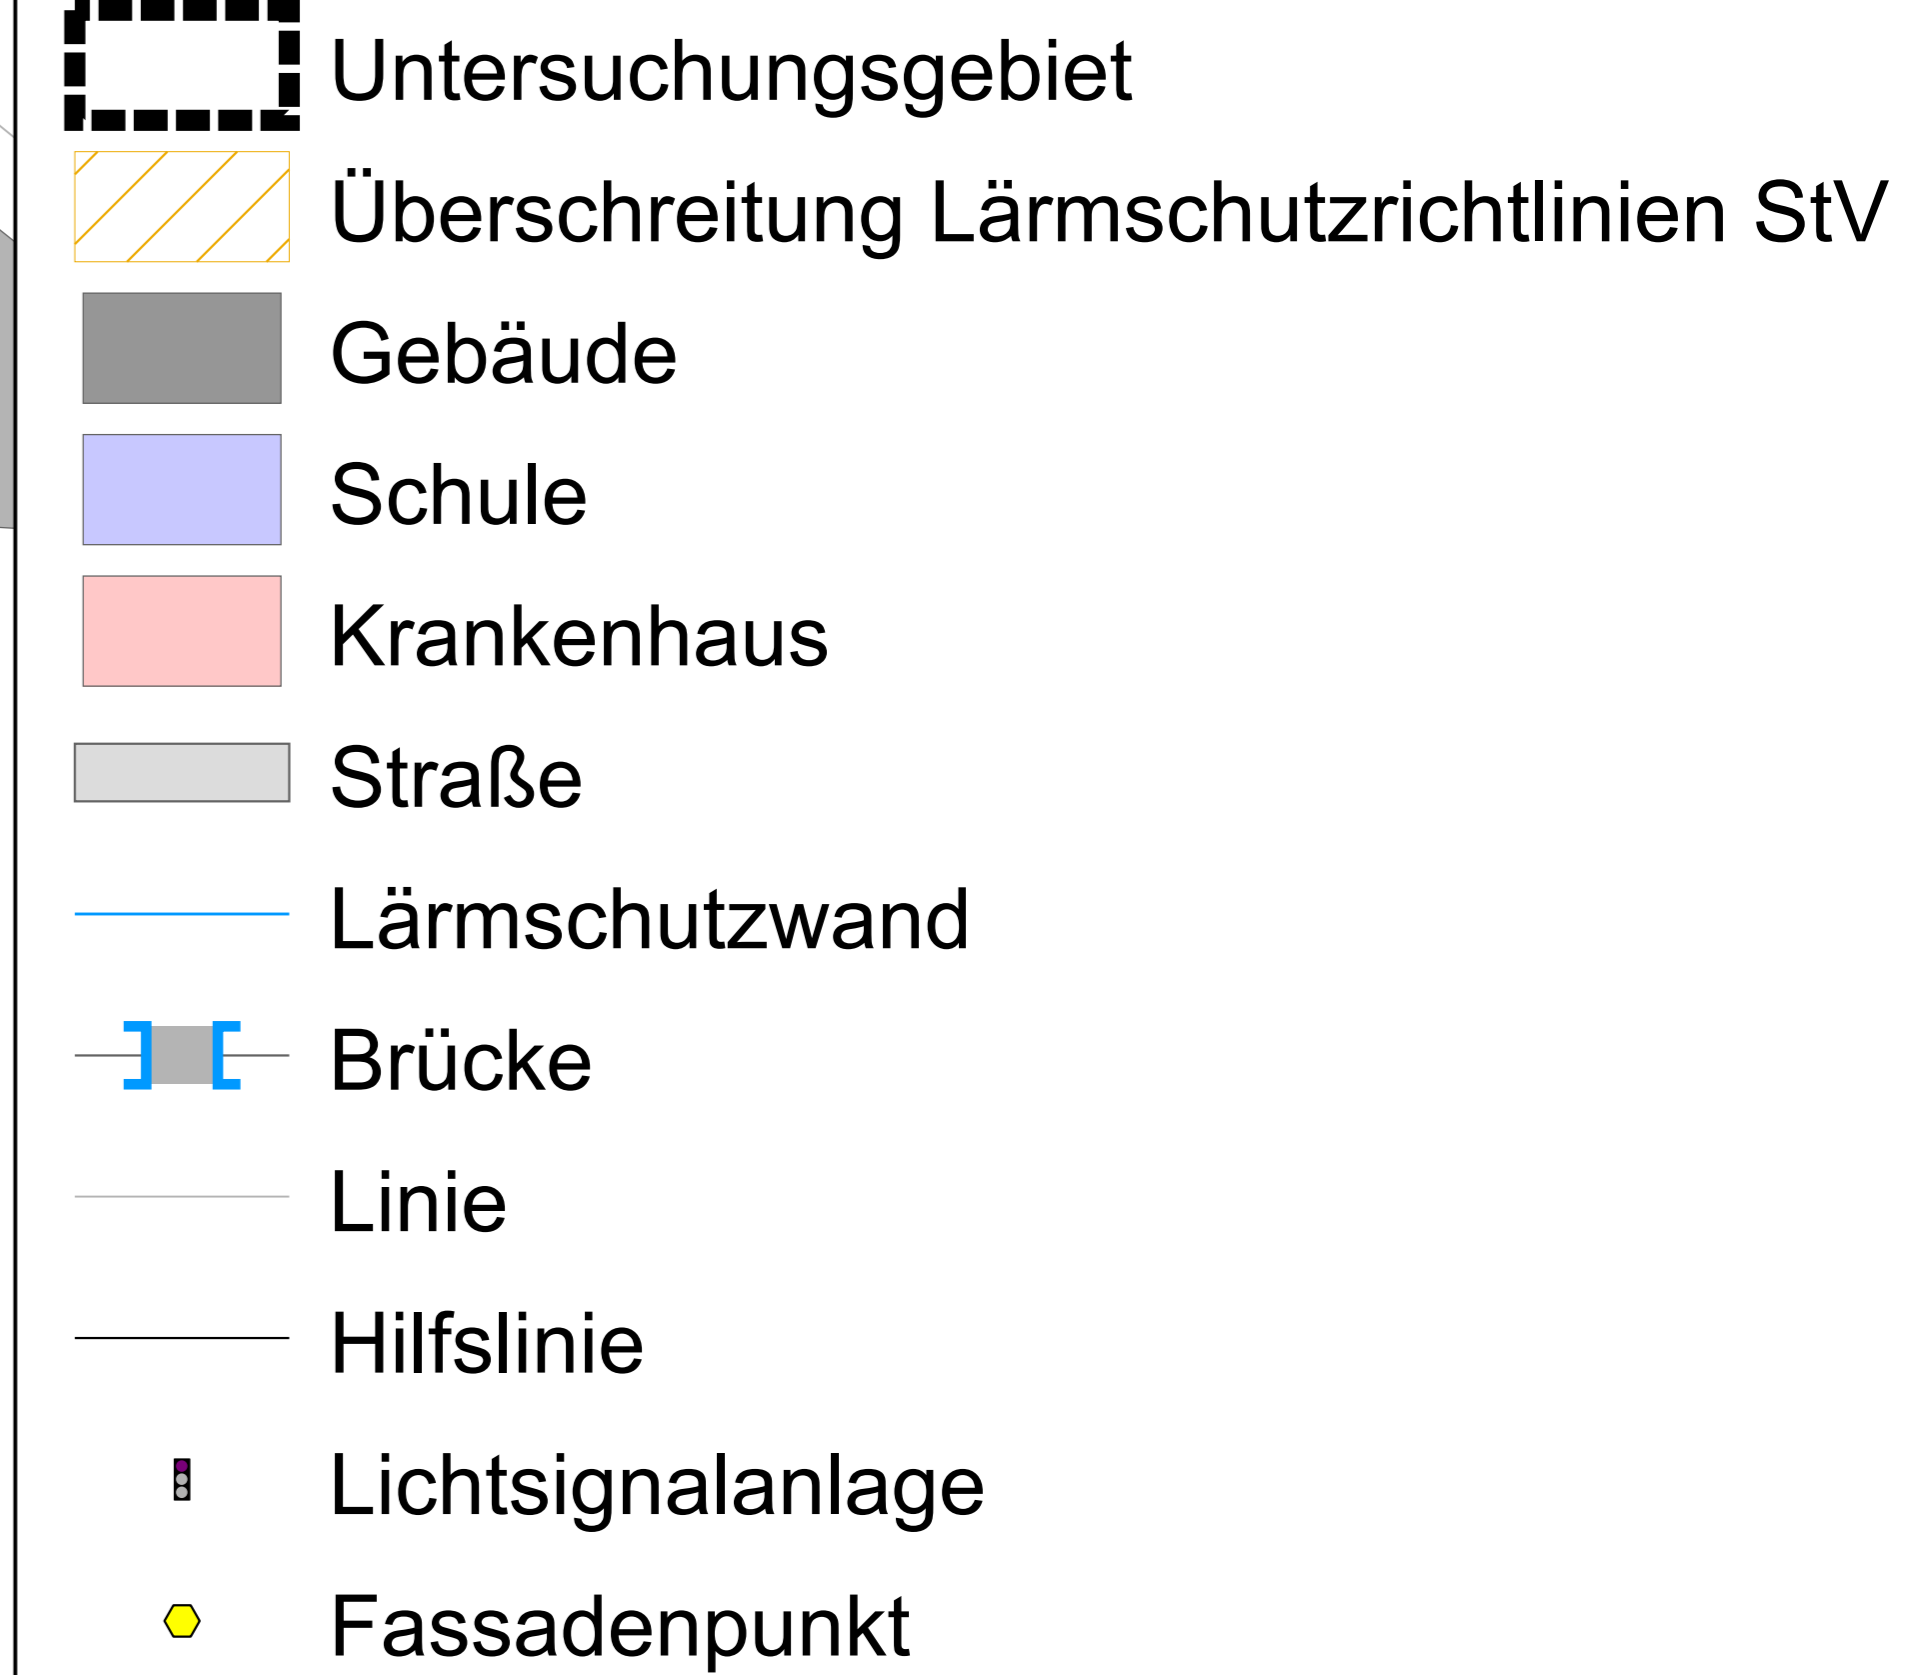 Untersuchungsgebiet
Überschreitung Lärmschutzrichtlinien StV
Gebäude
Schule
Krankenhaus
Straße
Lärmschutzwand
Brücke
Linie
Hilfslinie
Lichtsignalanlage
Fassadenpunkt